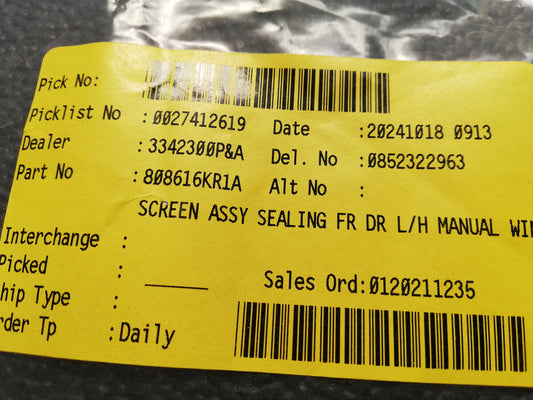 Pick No:
Picklist No :0027412619 Date :20241018 0913
Dealer :3342300P&A Del. No :0852322963
Part No :808616KR1A Alt No :
SCREEN ASSY SEALING FR DR L/H MANUAL WI
Interchange :
Picked :
Sales Ord:0120211235
hip Type :
rder Tp :Daily